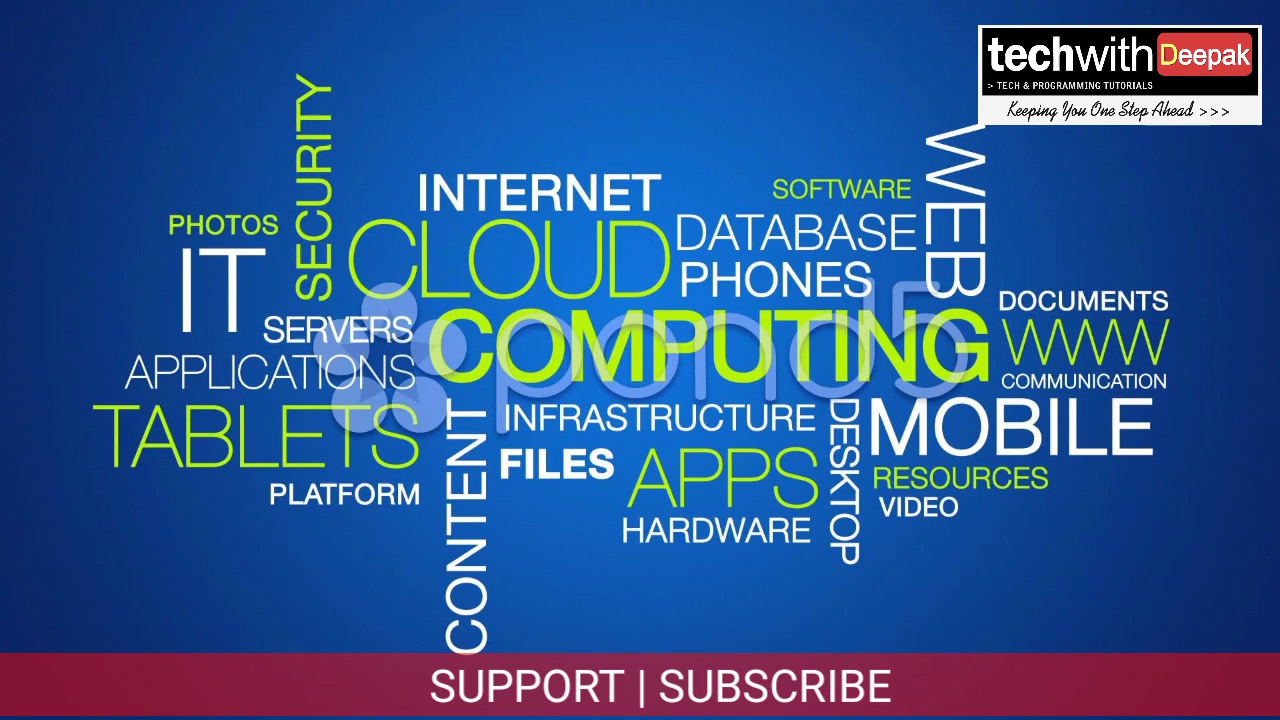 techwith Deepak
> TECH & PROGRAMMING TUTORIALS
Keeping You One Step Ahead >>>
SECURITY
WEB
INTERNET
SOFTWARE
PHOTOS
CLOUD
DATABASE
IT
PHONES
DOCUMENTS
SERVERS
COMPUTING
WWW
APPLICATIONS
COMMUNICATION
pond5
TABLETS
CONTENT
INFRASTRUCTURE
DESKTOP
MOBILE
FILES
APPS
RESOURCES
PLATFORM
VIDEO
HARDWARE
SUPPORT | SUBSCRIBE